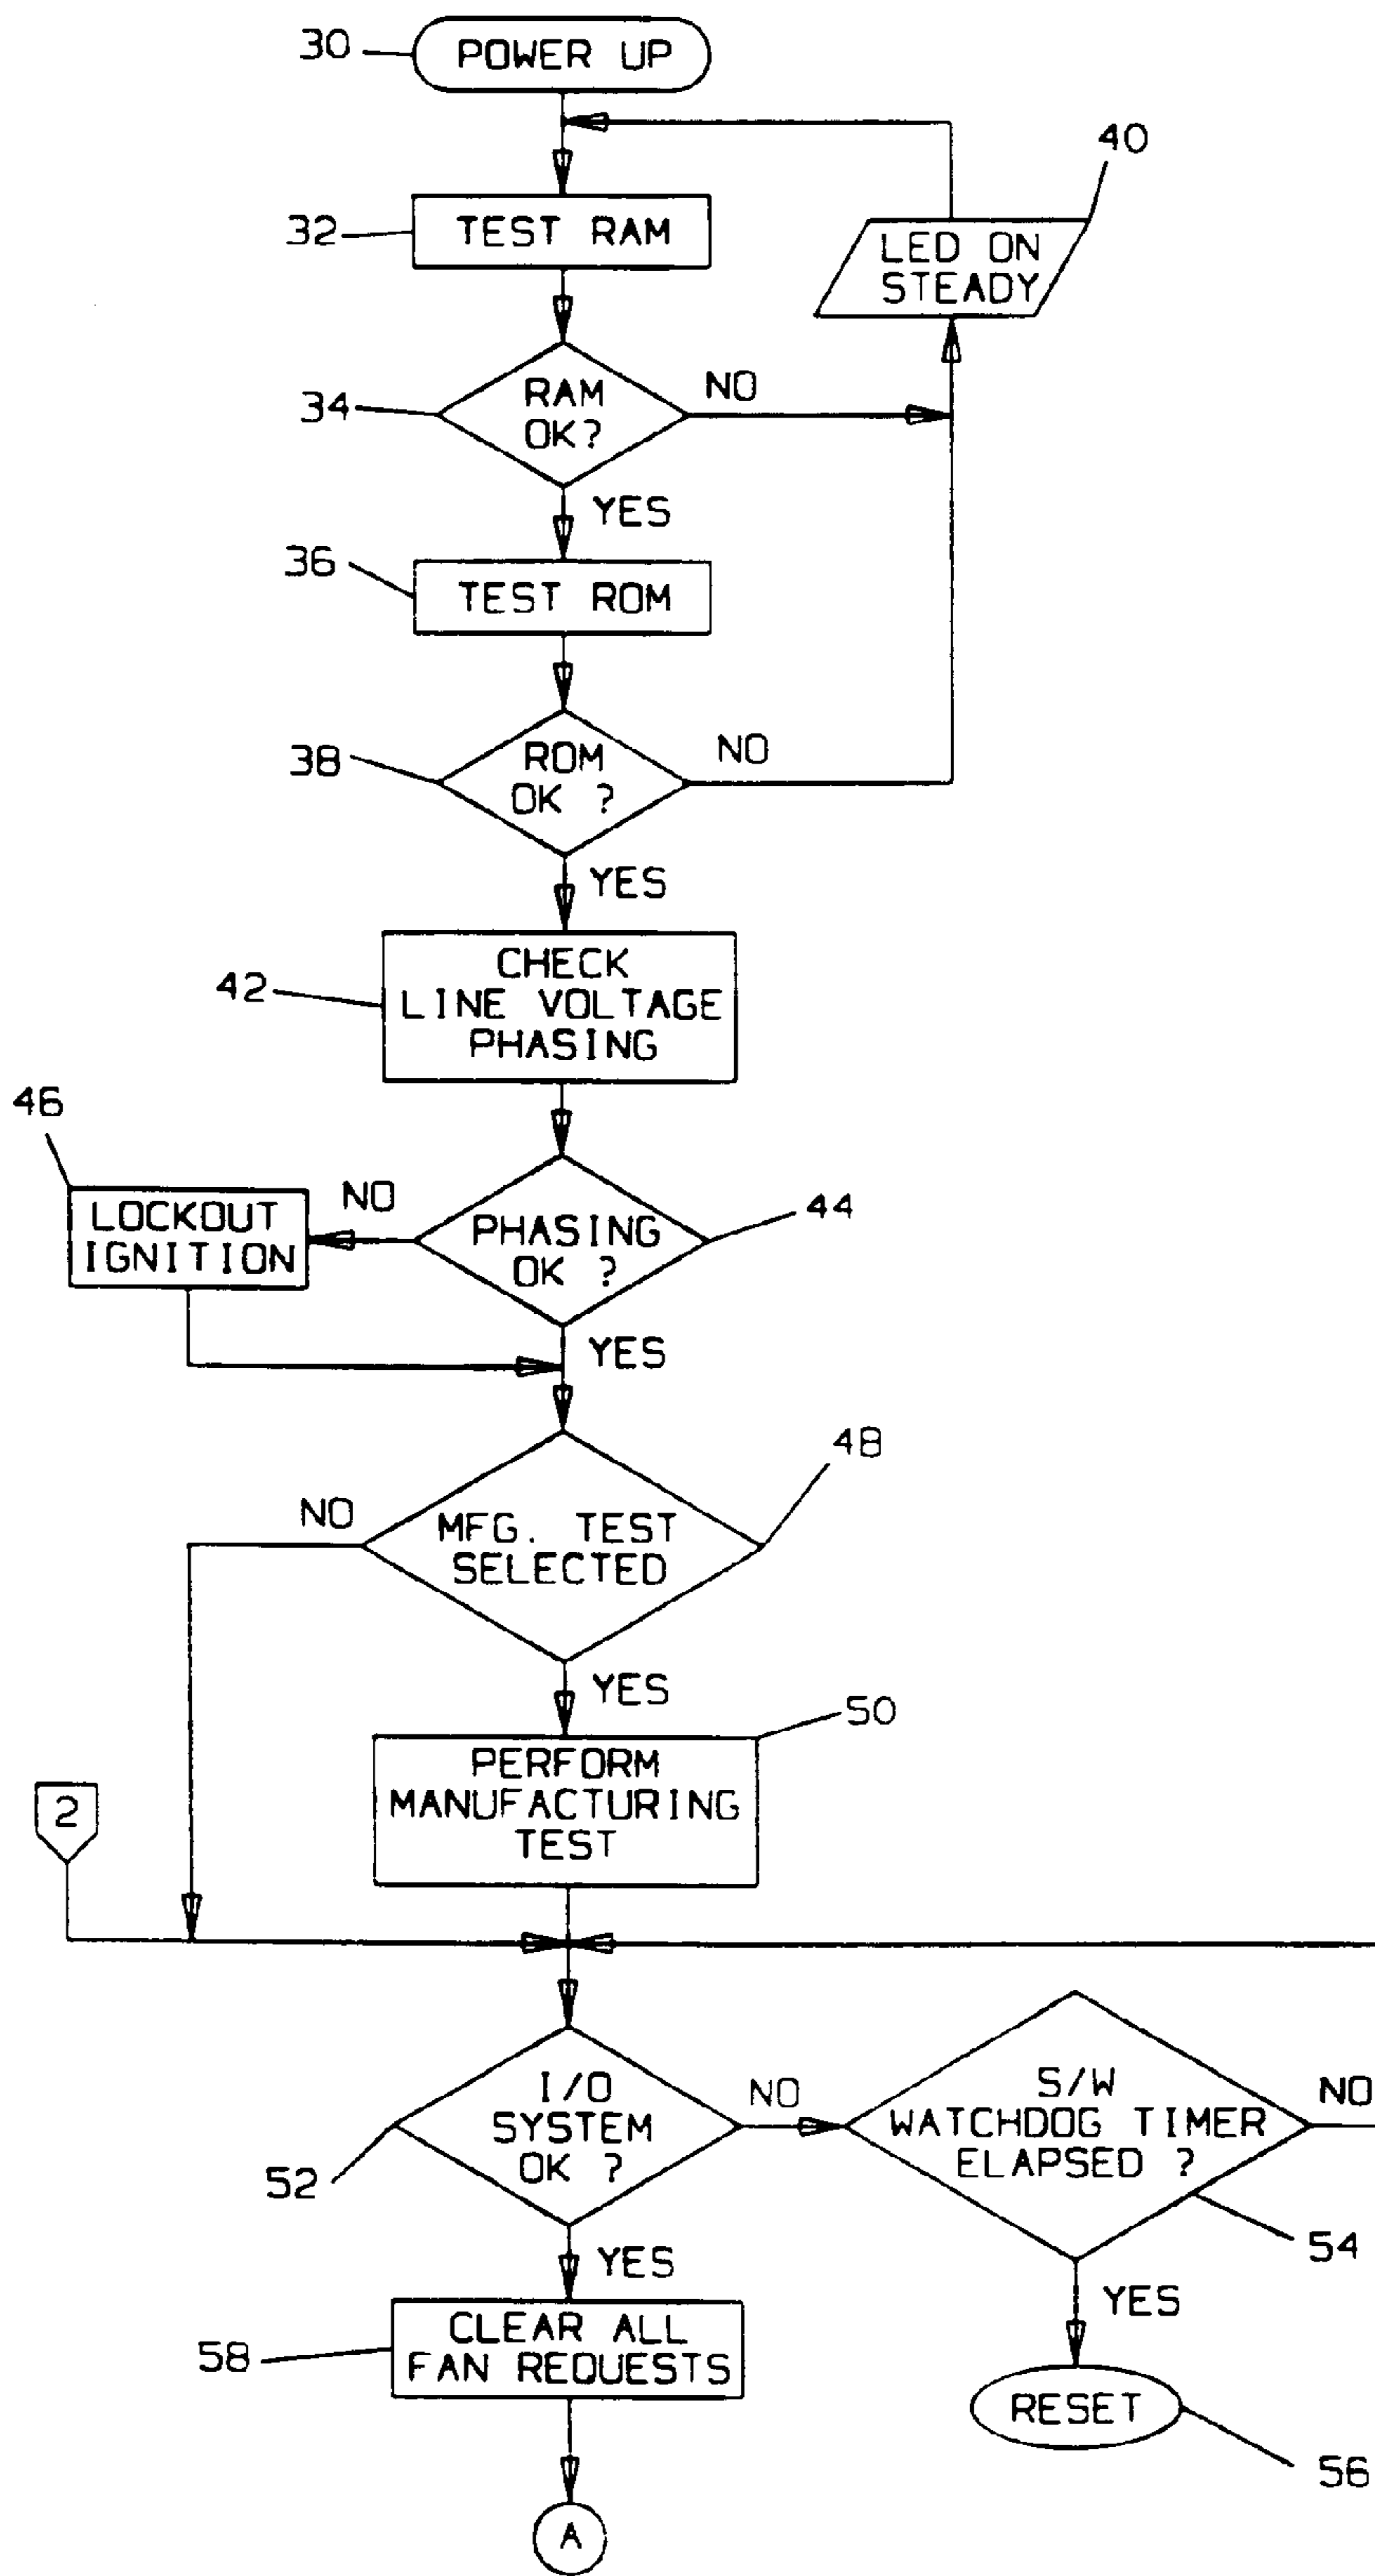 30
POWER UP
40
32
TEST RAM
LED ON
STEADY
34
RAM
OK?
NO
YES
36
TEST ROM
38
ROM
OK ?
NO
YES
42
CHECK
LINE VOLTAGE
PHASING
46
LOCKOUT
IGNITION
NO
PHASING
OK ?
44
YES
48
NO
MFG. TEST
SELECTED
YES
50
PERFORM
MANUFACTURING
TEST
2
I/O
SYSTEM
OK ?
NO
52
S/W
WATCHDOG TIMER
ELAPSED ?
NO
54
YES
YES
58
CLEAR ALL
FAN REQUESTS
RESET
56
A